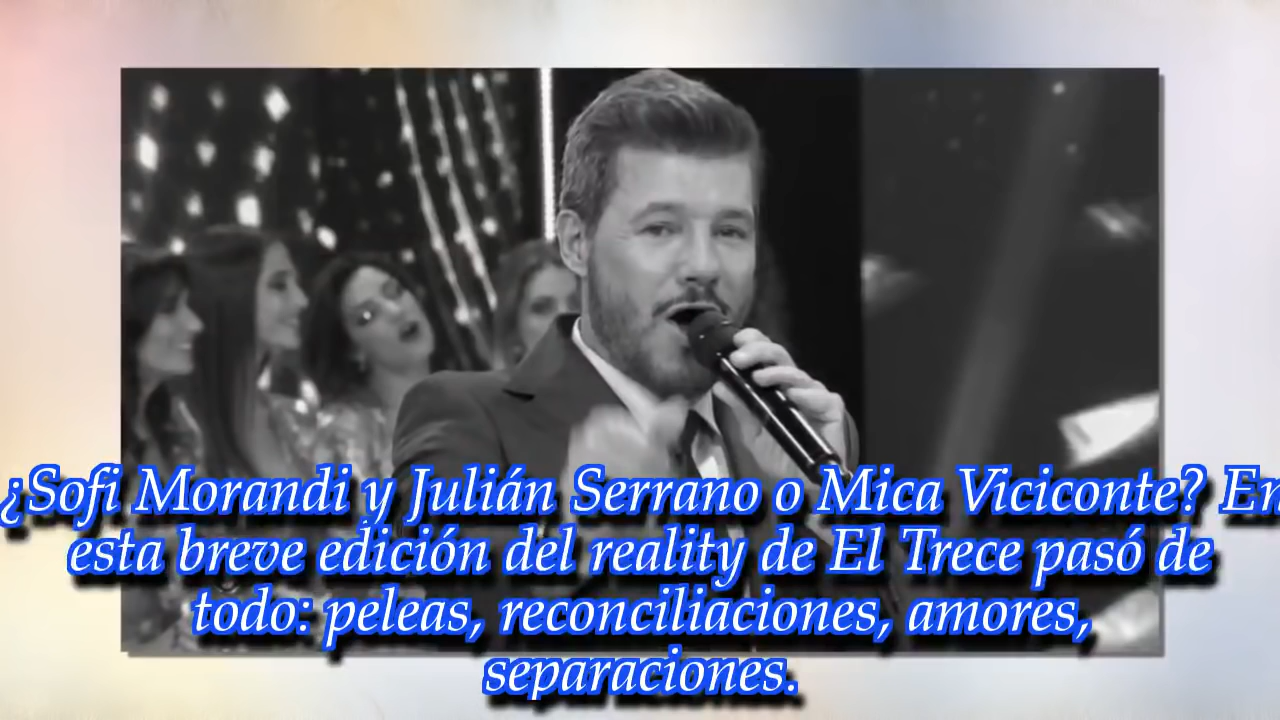 ¿Sofi Morandi y Julián Serrano o Mica Viciconte? En
esta breve edición del reality de El Trece pasó de
todo: peleas, reconciliaciones, amores,
separaciones.